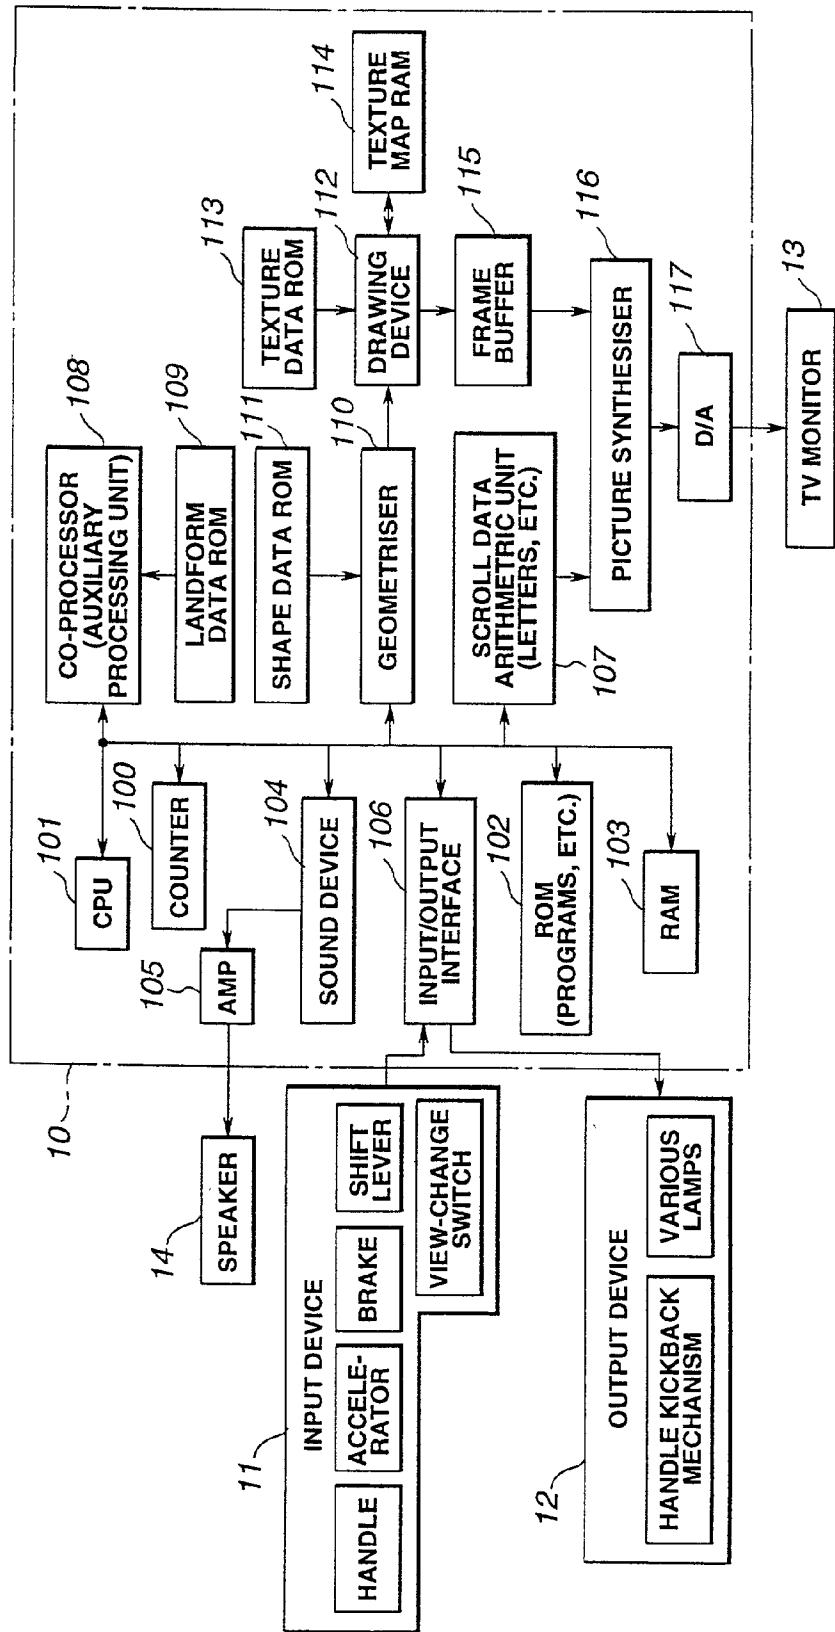 10
101
CPU
100
COUNTER
108
CO-PROCESSOR
(AUXILIARY
PROCESSING UNIT)
109
LANDFORM
DATA ROM
111
SHAPE DATA ROM
110
GEOMETRISER
113
TEXTURE
DATA ROM
112
DRAWING
DEVICE
114
TEXTURE
MAP RAM
115
FRAME
BUFFER
14
SPEAKER
105
AMP
104
SOUND DEVICE
106
INPUT/OUTPUT
INTERFACE
SCROLL DATA
ARITHMETRIC UNIT
(LETTERS, ETC.)
107
116
PICTURE SYNTHESISER
102
ROM
(PROGRAMS, ETC.)
103
RAM
117
D/A
13
TV MONITOR
11
INPUT DEVICE
HANDLE
ACCELE-
RATOR
BRAKE
SHIFT
LEVER
VIEW-CHANGE
SWITCH
12
OUTPUT DEVICE
HANDLE KICKBACK
MECHANISM
VARIOUS
LAMPS